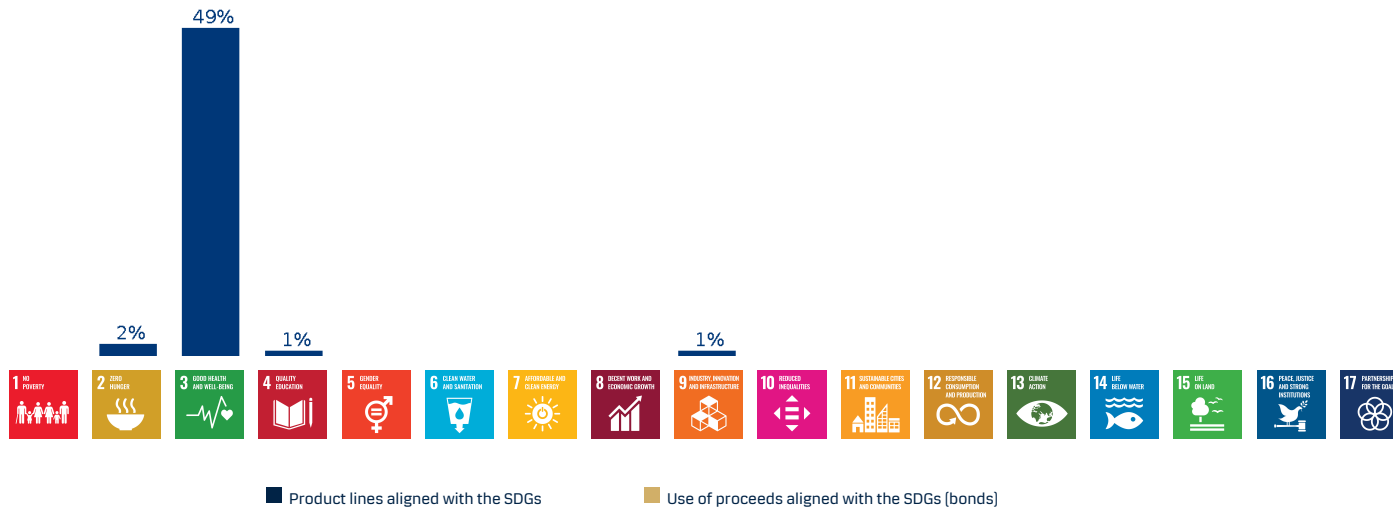 49%
2%
1%
1%
1 NO POVERTY
2 ZERO HUNGER
3 GOOD HEALTH AND WELL-BEING
4 QUALITY EDUCATION
5 GENDER EQUALITY
6 CLEAN WATER AND SANITATION
7 AFFORDABLE AND CLEAN ENERGY
8 DECENT WORK AND ECONOMIC GROWTH
9 INDUSTRY, INNOVATION AND INFRASTRUCTURE
10 REDUCED INEQUALITIES
11 SUSTAINABLE CITIES AND COMMUNITIES
12 RESPONSIBLE CONSUMPTION AND PRODUCTION
13 CLIMATE ACTION
14 LIFE BELOW WATER
15 LIFE ON LAND
16 PEACE, JUSTICE AND STRONG INSTITUTIONS
17 FOR THE
Product lines aligned with the SDGs
Use of proceeds aligned with the SDGs (bonds)